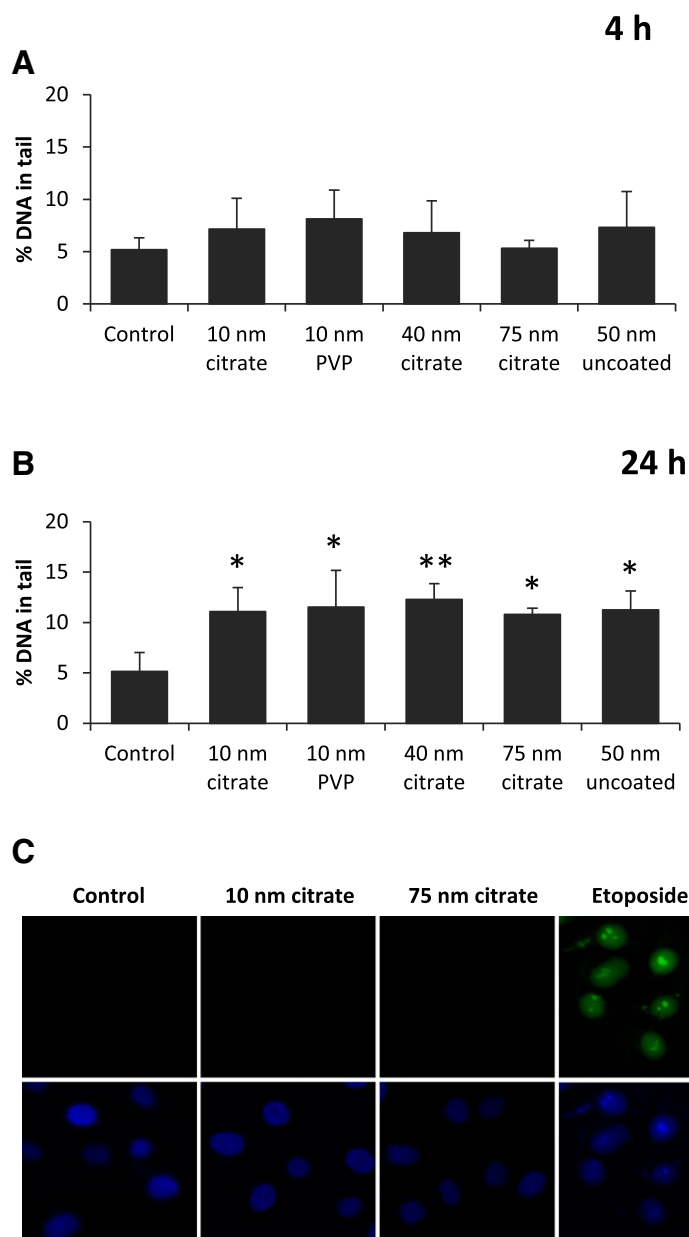 4 h
A
20
15
10
5
0
% DNA in tail
Control
10 nm
citrate
10 nm
PVP
40 nm
citrate
75 nm
citrate
50 nm
uncoated
B
24 h
20
15
10
5
0
% DNA in tail
*
*
**
*
*
Control
10 nm
citrate
10 nm
PVP
40 nm
citrate
75 nm
citrate
50 nm
uncoated
C
Control 10 nm citrate 75 nm citrate Etoposide